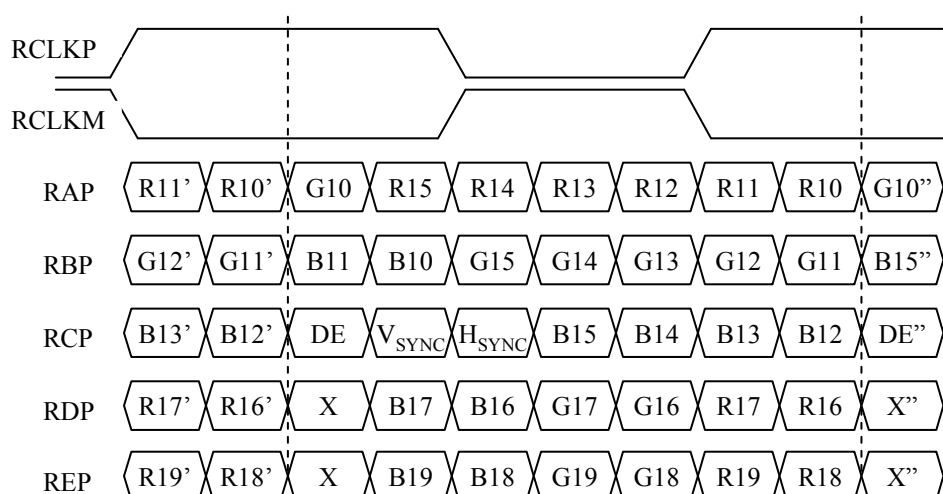 RCLKP
RCLKM
RAP R11’ R10’ G10 R15 R14 R13 R12 R11 R10 G10”
RBP G12’ G11’ B11 B10 G15 G14 G13 G12 G11 B15”
RCP B13’ B12’ DE VSYNC HSYNC B15 B14 B13 B12 DE”
RDP R17’ R16’ X B17 B16 G17 G16 R17 R16 X”
REP R19’ R18’ X B19 B18 G19 G18 R19 R18 X”